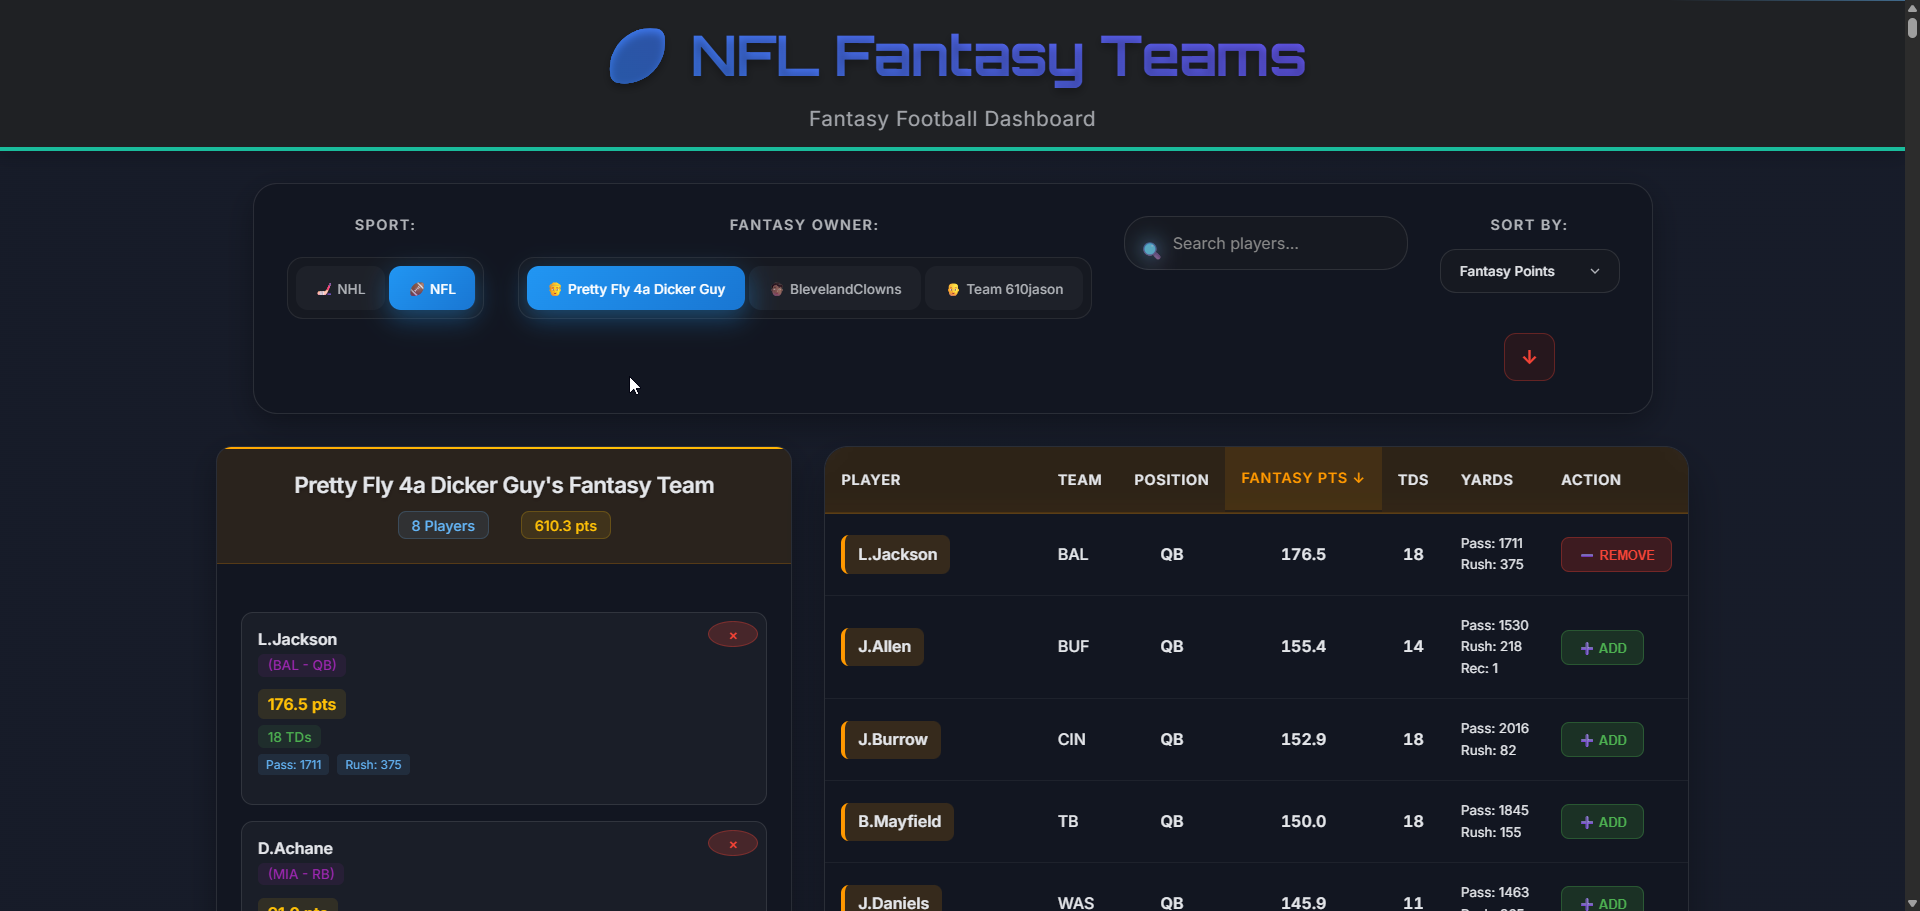 NFL Fantasy Teams
Fantasy Football Dashboard
SPORT:
NHL
NFL
FANTASY OWNER:
Pretty Fly 4a Dicker Guy
BlevelandClowns
Team 610jason
Search players...
SORT BY:
Fantasy Points
↓
Pretty Fly 4a Dicker Guy's Fantasy Team
8 Players
610.3 pts
L.Jackson
×
(BAL - QB)
176.5 pts
18 TDs
Pass: 1711 Rush: 375
D.Achane
×
(MIA - RB)
PLAYER TEAM POSITION FANTASY PTS ↓ TDS YARDS ACTION
L.Jackson BAL QB 176.5 18 Pass: 1711
Rush: 375
− REMOVE
J.Allen BUF QB 155.4 14 Pass: 1530
Rush: 218
Rec: 1
+ ADD
J.Burrow CIN QB 152.9 18 Pass: 2016
Rush: 82
+ ADD
B.Mayfield TB QB 150.0 18 Pass: 1845
Rush: 155
+ ADD
J.Daniels WAS QB 145.9 11 Pass: 1463
+ ADD